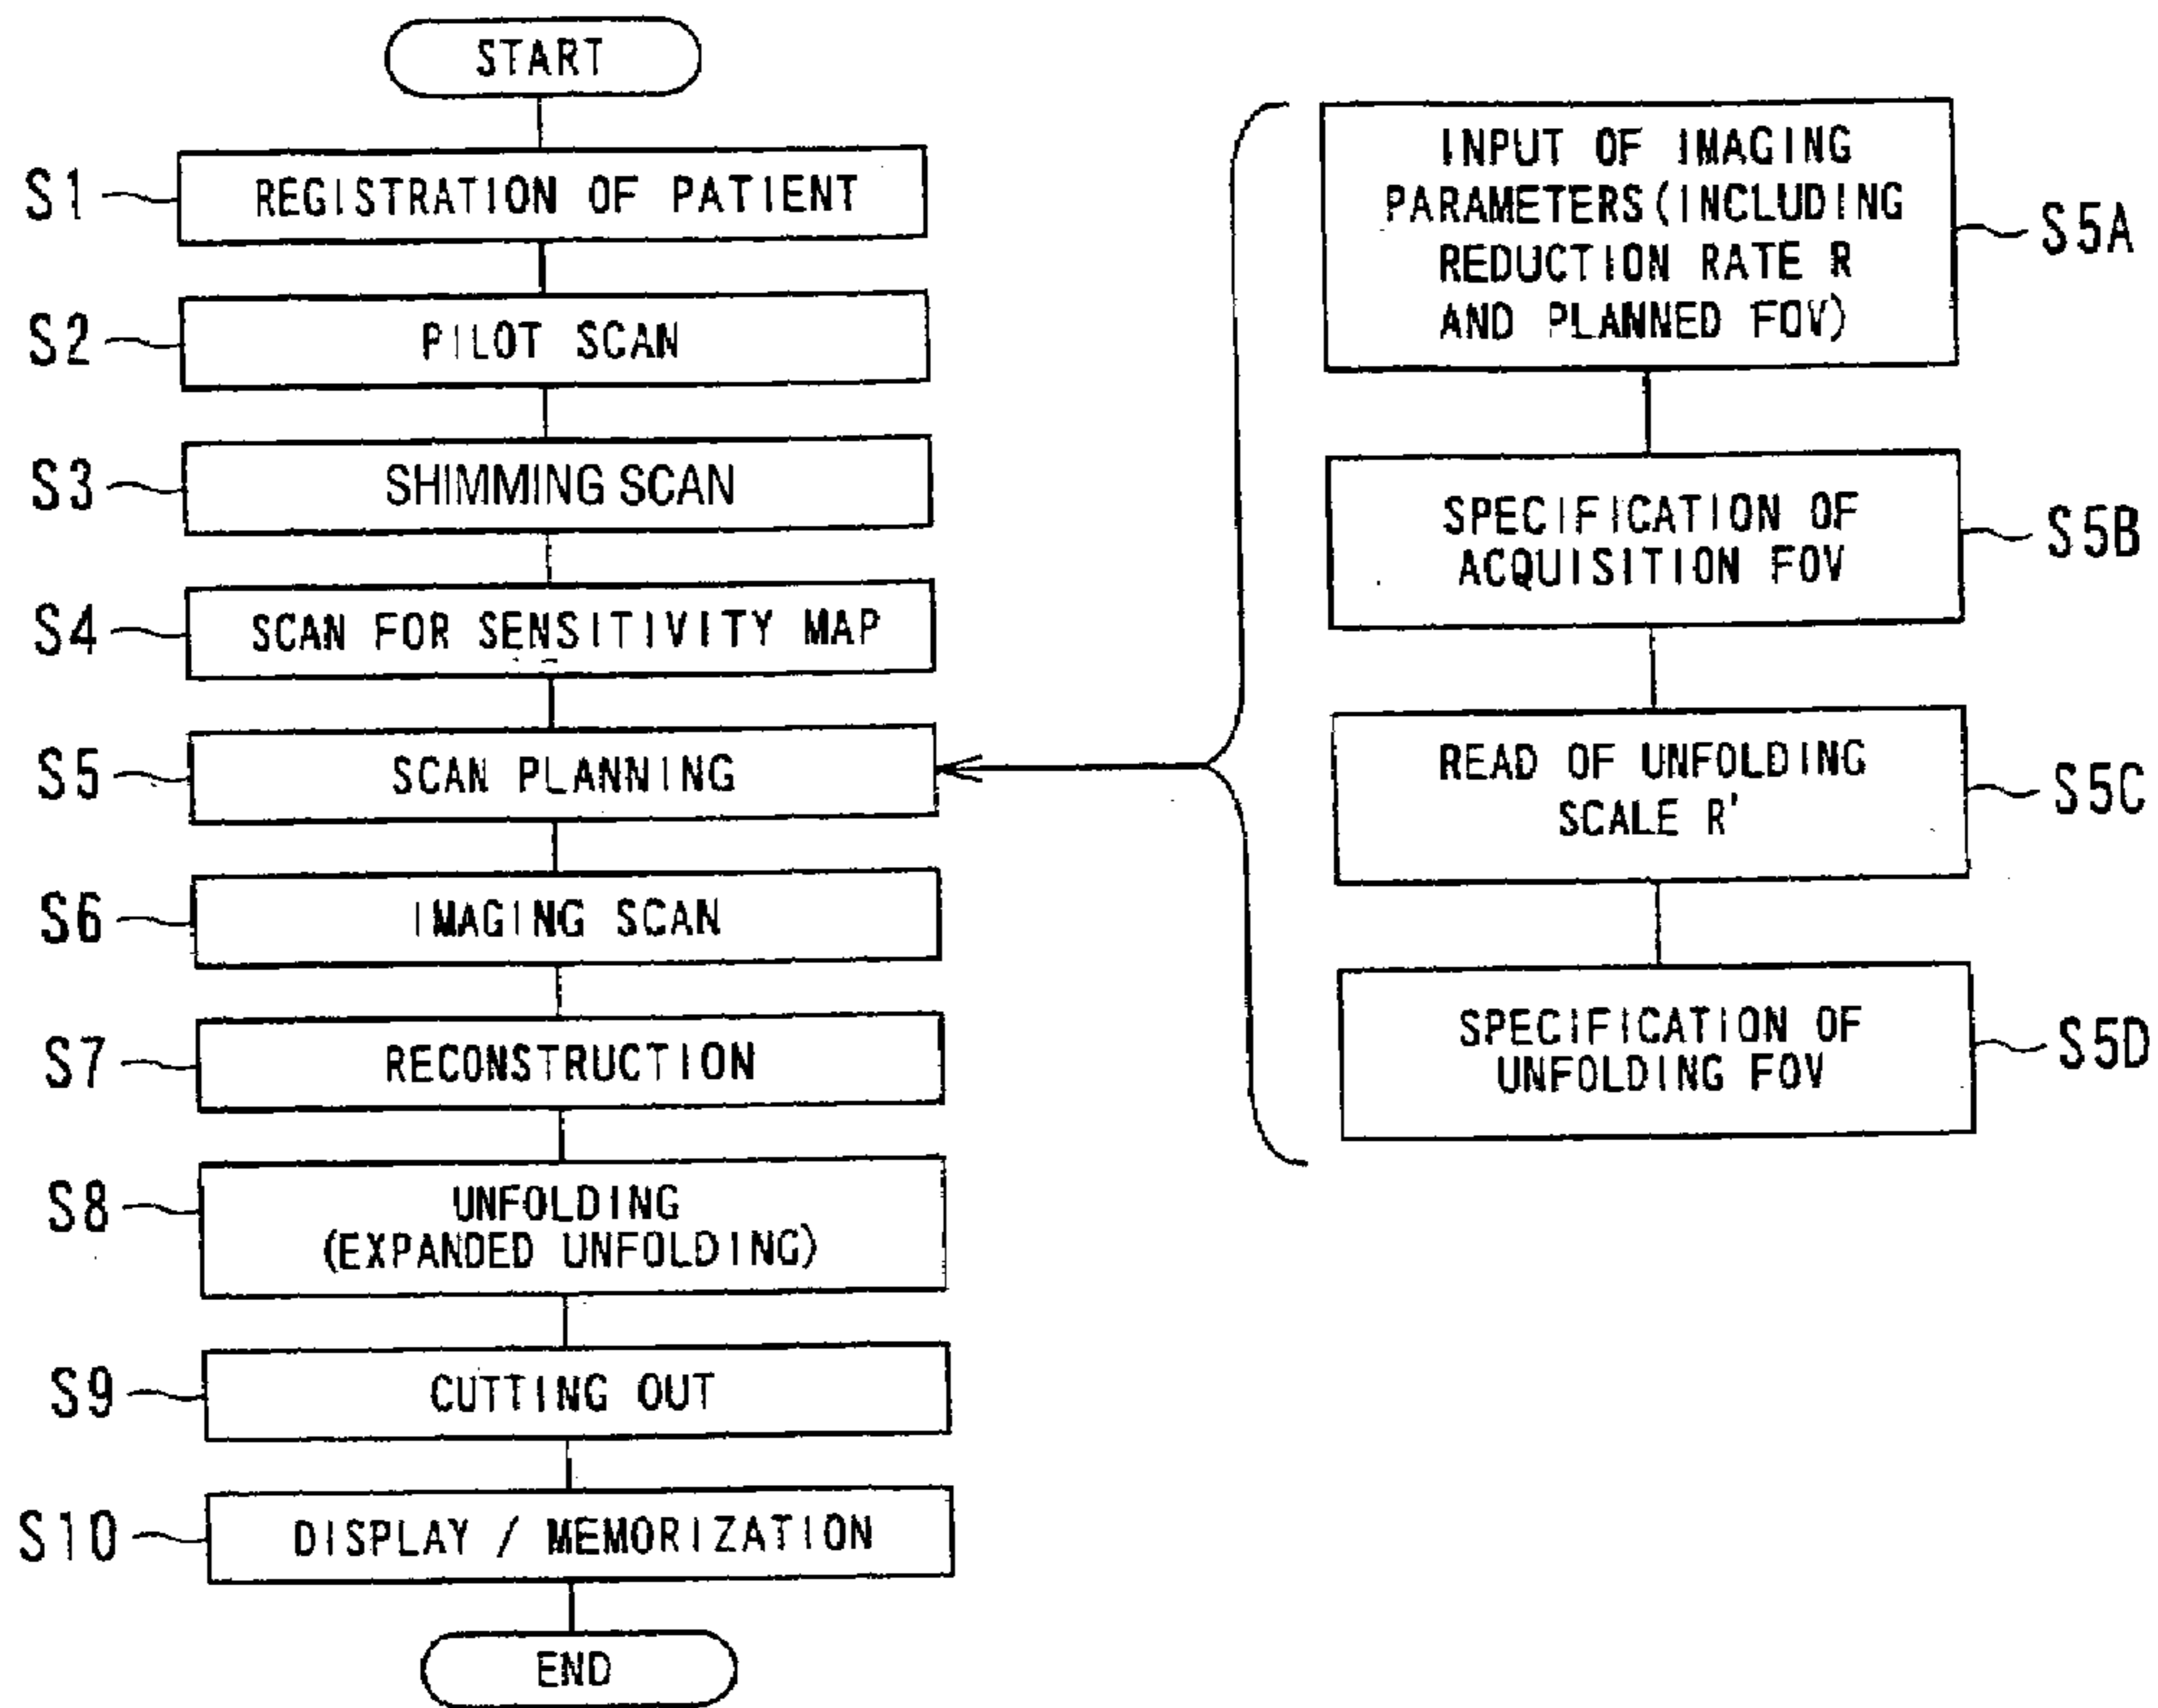 START
S1
REGISTRATION OF PATIENT
S2
PILOT SCAN
S3
SHIMMING SCAN
S4
SCAN FOR SENSITIVITY MAP
S5
SCAN PLANNING
S6
IMAGING SCAN
S7
RECONSTRUCTION
S8
UNFOLDING
(EXPANDED UNFOLDING)
S9
CUTTING OUT
S10
DISPLAY / MEMORIZATION
END
INPUT OF IMAGING
PARAMETERS(INCLUDING
REDUCTION RATE R
AND PLANNED FOV)
S5A
SPECIFICATION OF
ACQUISITION FOV
S5B
READ OF UNFOLDING
SCALE R'
S5C
SPECIFICATION OF
UNFOLDING FOV
S5D